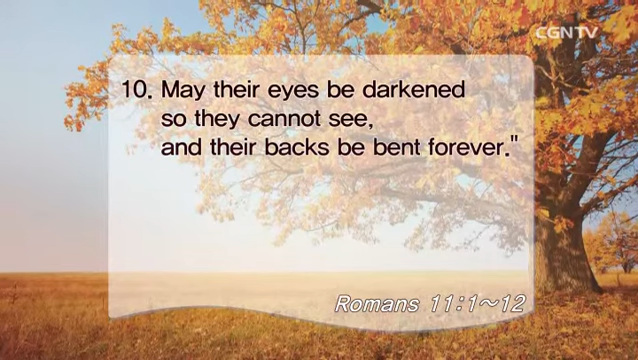 CGNTV
10. May their eyes be darkened
so they cannot see,
and their backs be bent forever."
Romans 11:1~12